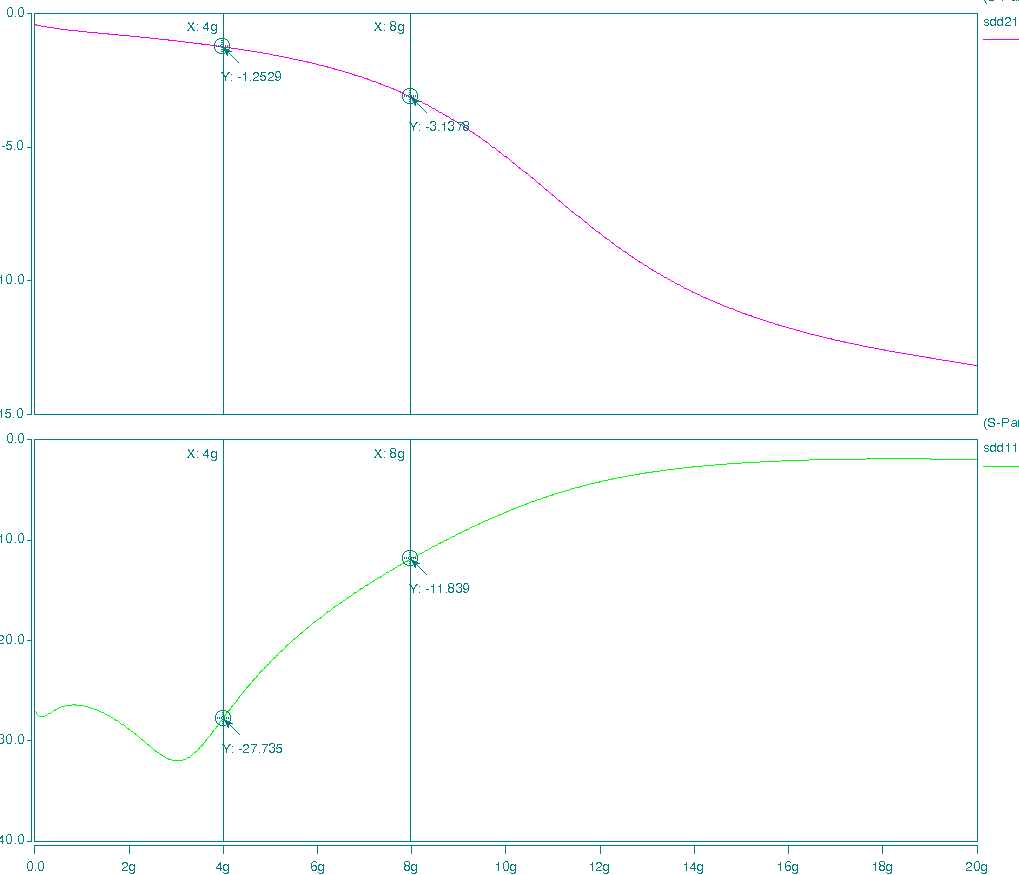 (S-Par
sdd21
0.0
X: 4g
X: 8g
Y: -1.2529
Y: -3.1378
-5.0
10.0
15.0
(S-Par
sdd11
0.0
X: 4g
X: 8g
10.0
Y: -11.839
20.0
30.0
Y: -27.735
40.0
0.0 2g 4g 6g 8g 10g 12g 14g 16g 18g 20g